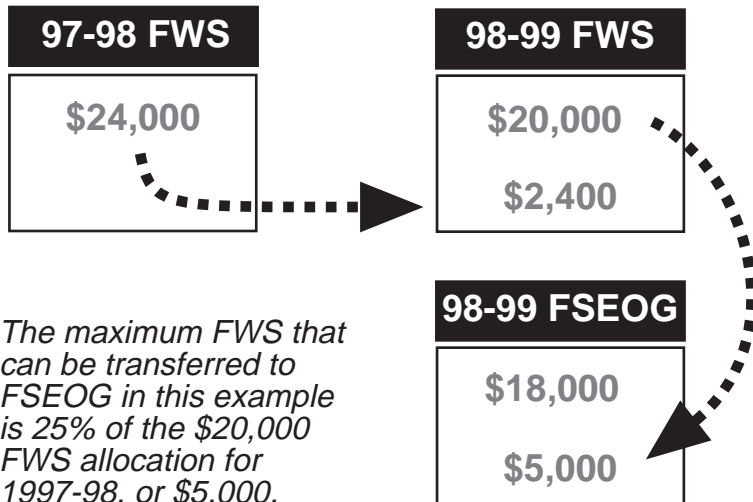 97-98 FWS
$24,000
98-99 FWS
$20,000
$2,400
98-99 FSEOG
$18,000
$5,000
The maximum FWS that
can be transferred to
FSEOG in this example
is 25% of the $20,000
FWS allocation for
1997-98, or $5,000.